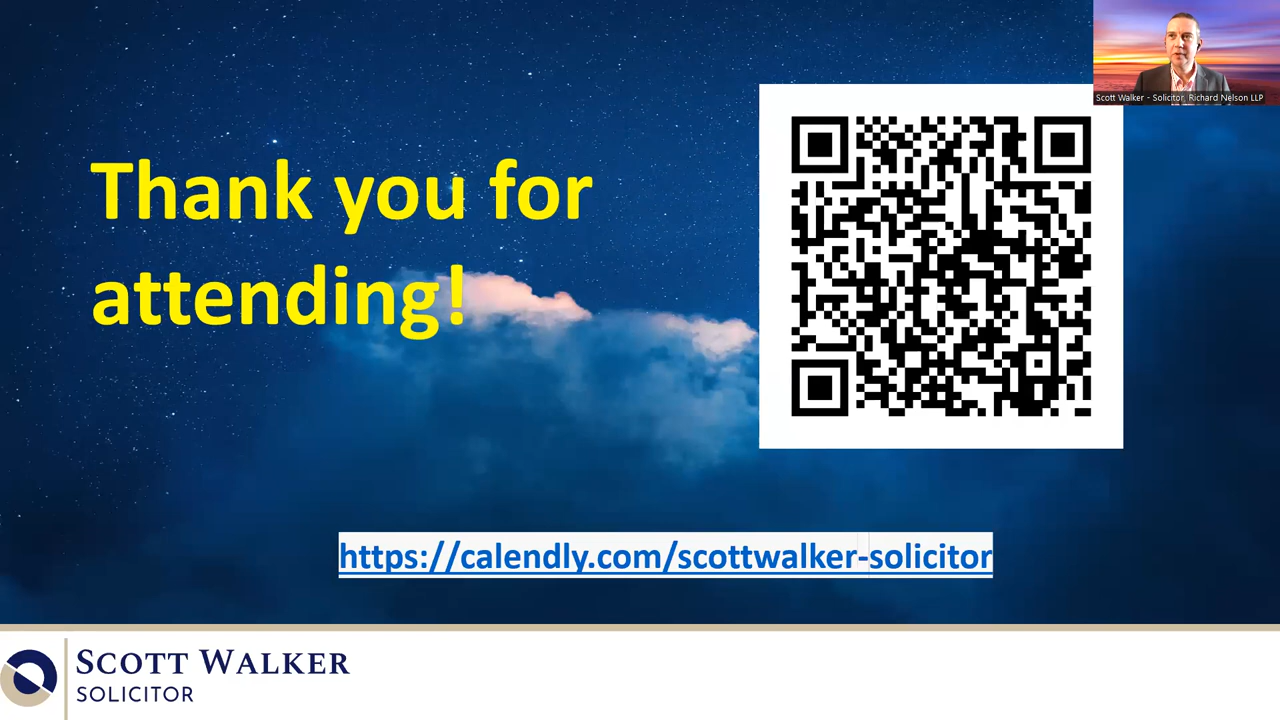 Scott Walker - Solicitor, Richard Nelson LLP
Thank you for
attending!
https://calendly.com/scottwalker-solicitor
SCOTT WALKER
SOLICITOR